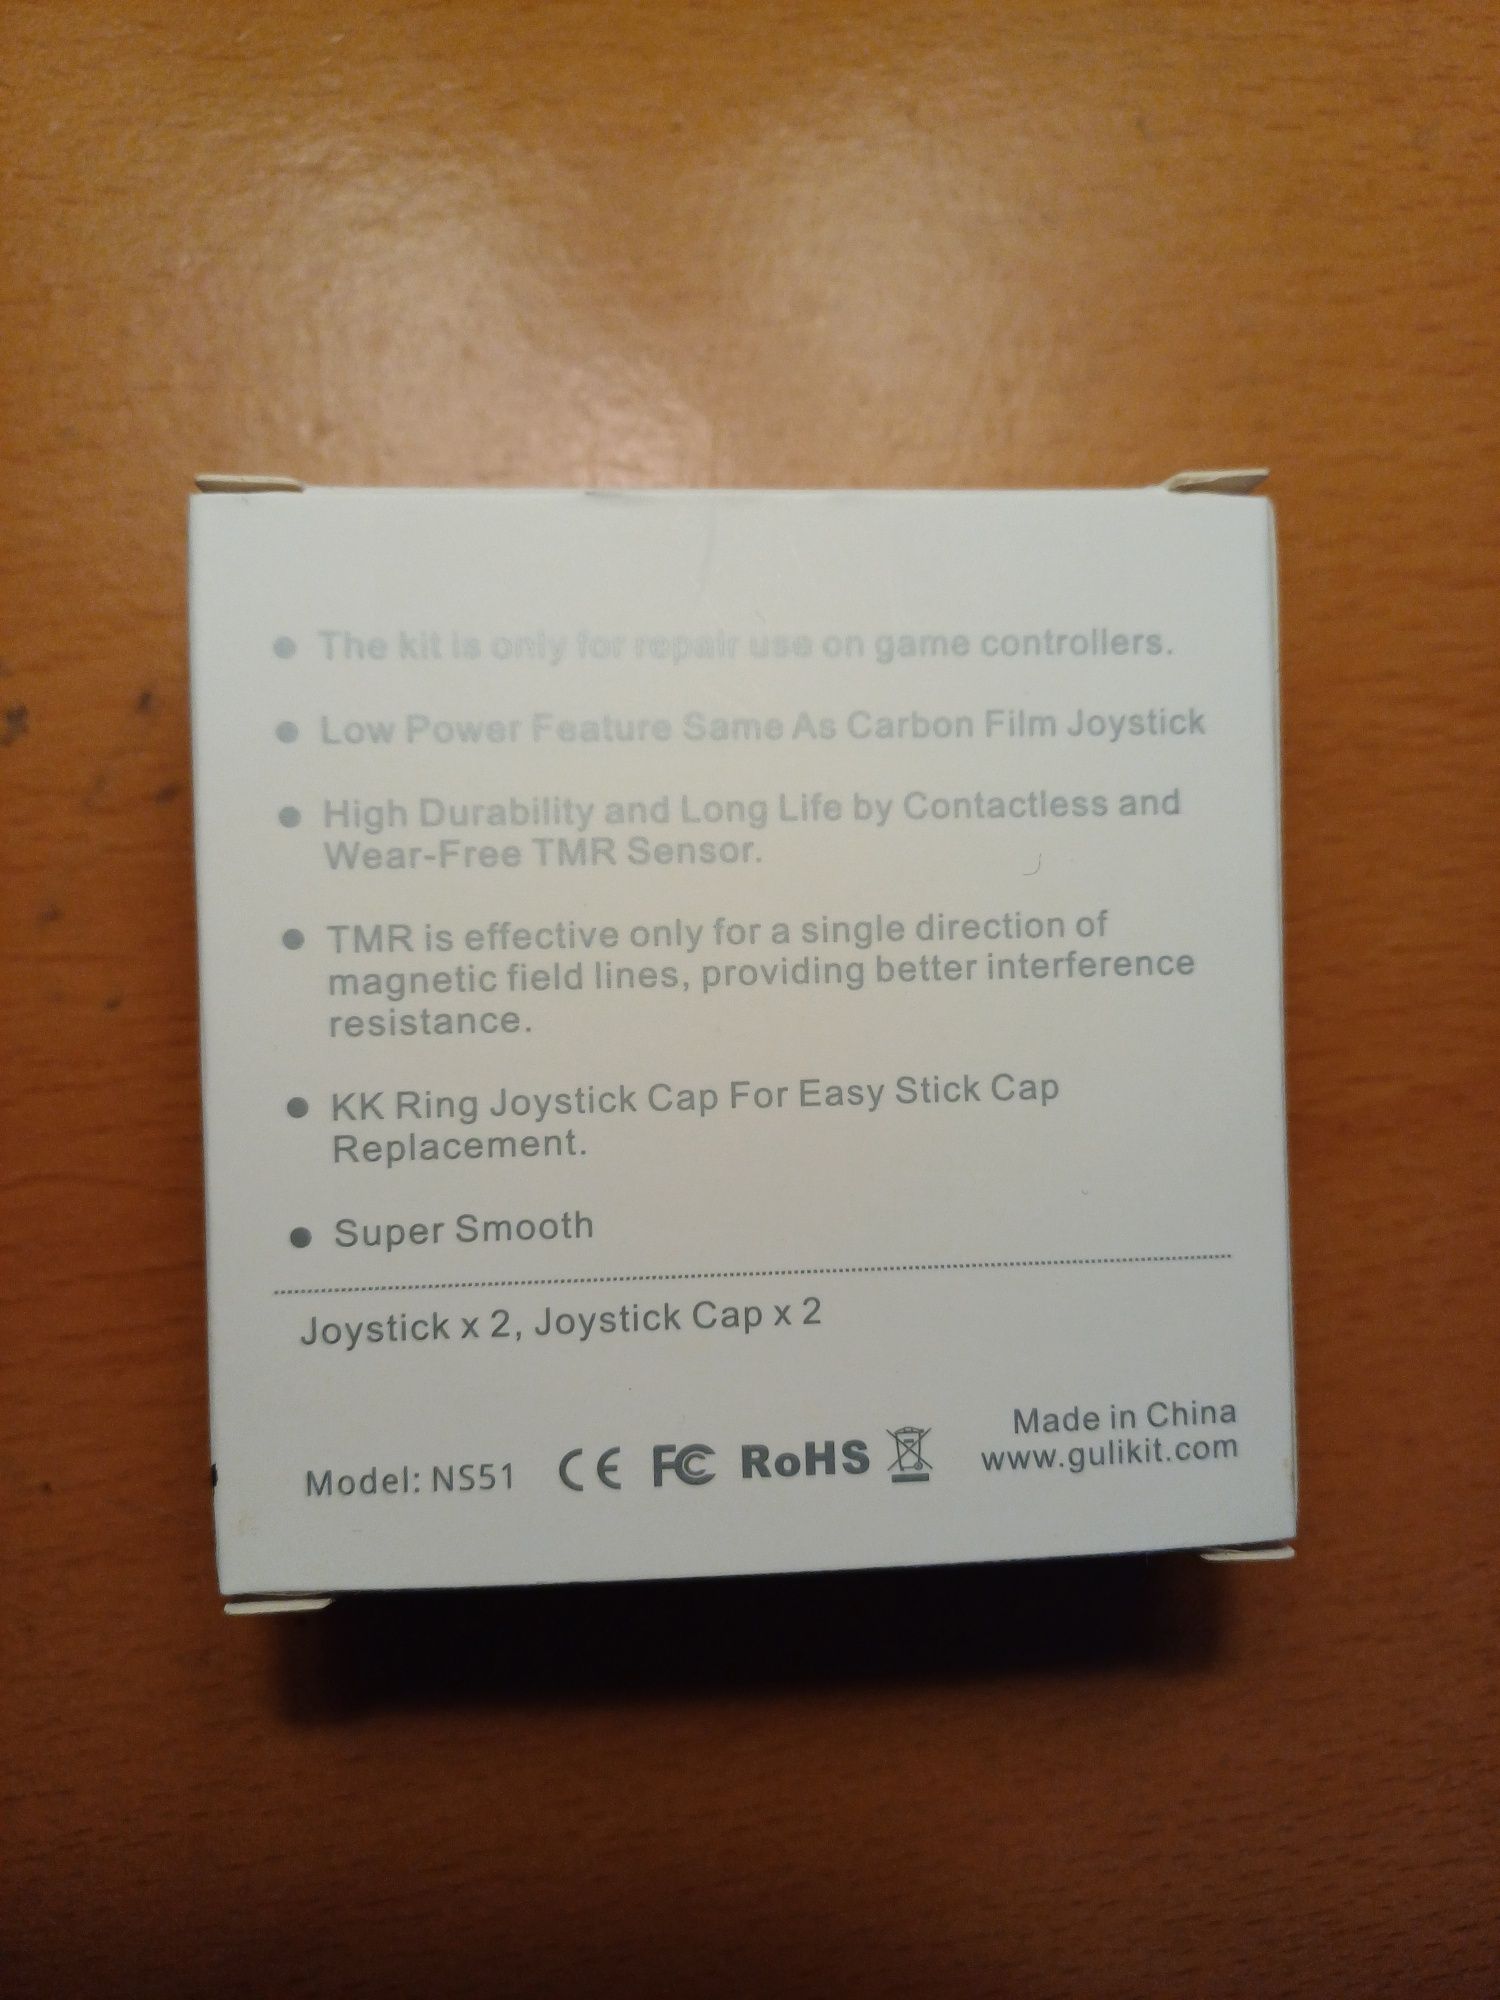 ● The kit is only for repair use on game controllers.
● Low Power Feature Same As Carbon Film Joystick
● High Durability and Long Life by Contactless and
Wear-Free TMR Sensor.
● TMR is effective only for a single direction of
magnetic field lines, providing better interference
resistance.
● KK Ring Joystick Cap For Easy Stick Cap
Replacement.
● Super Smooth
Joystick x 2, Joystick Cap x 2
Model: NS51 CE FC RoHS
Made in China
www.gulikit.com